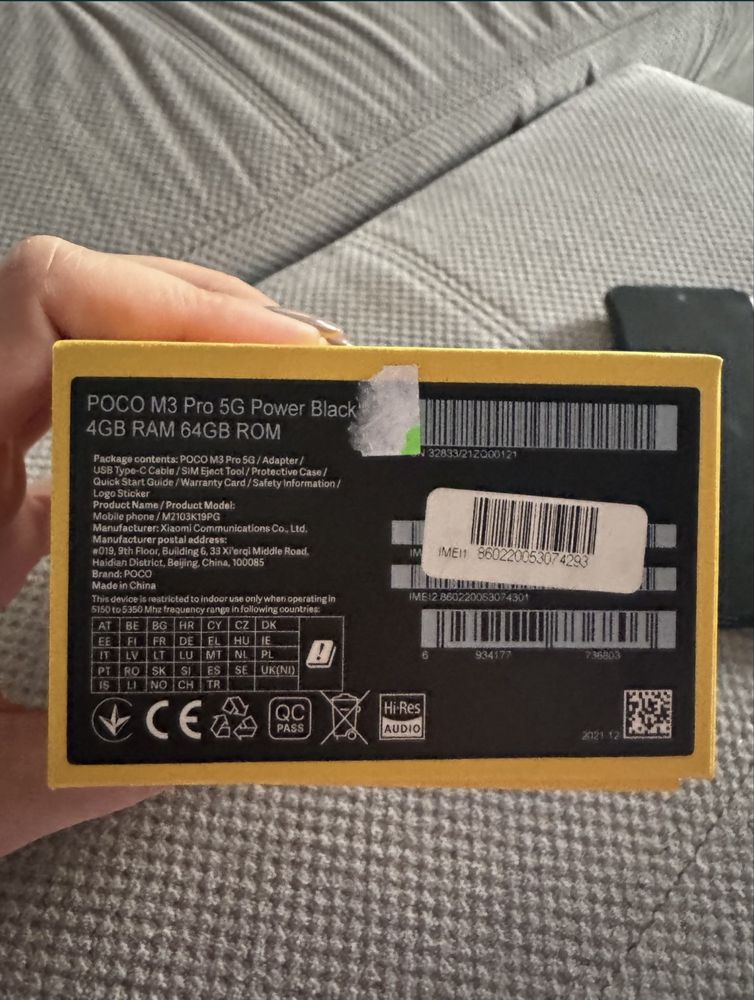 POCO M3 Pro 5G Power Black
4GB RAM 64GB ROM
Package contents: POCO M3 Pro 5G / Adapter /
USB Type-C Cable / SIM Eject Tool / Protective Case /
Quick Start Guide / Warranty Card / Safety Information /
Logo Sticker
Product Name / Product Model:
Mobile phone / M2103K19PG
Manufacturer: Xiaomi Communications Co., Ltd.
Manufacturer postal address:
#019, 9th Floor, Building 6, 33 Xi'erqi Middle Road,
Haidian District, Beijing, China, 100085
Brand: POCO
Made in China
This device is restricted to indoor use only when operating in
5150 to 5350 Mhz frequency range in following countries:
AT BE BG HR CY CZ DK
EE FI FR DE EL HU IE
IT LV LT LU MT NL PL
PT RO SK SI ES SE UK(NI)
IS LI NO CH TR
CE
QC
PASS
Hi-Res
AUDIO
32833/21ZQ00121
IMEI1 860220053074293
IMEI2 860220053074301
6 934177 736803
2021.12